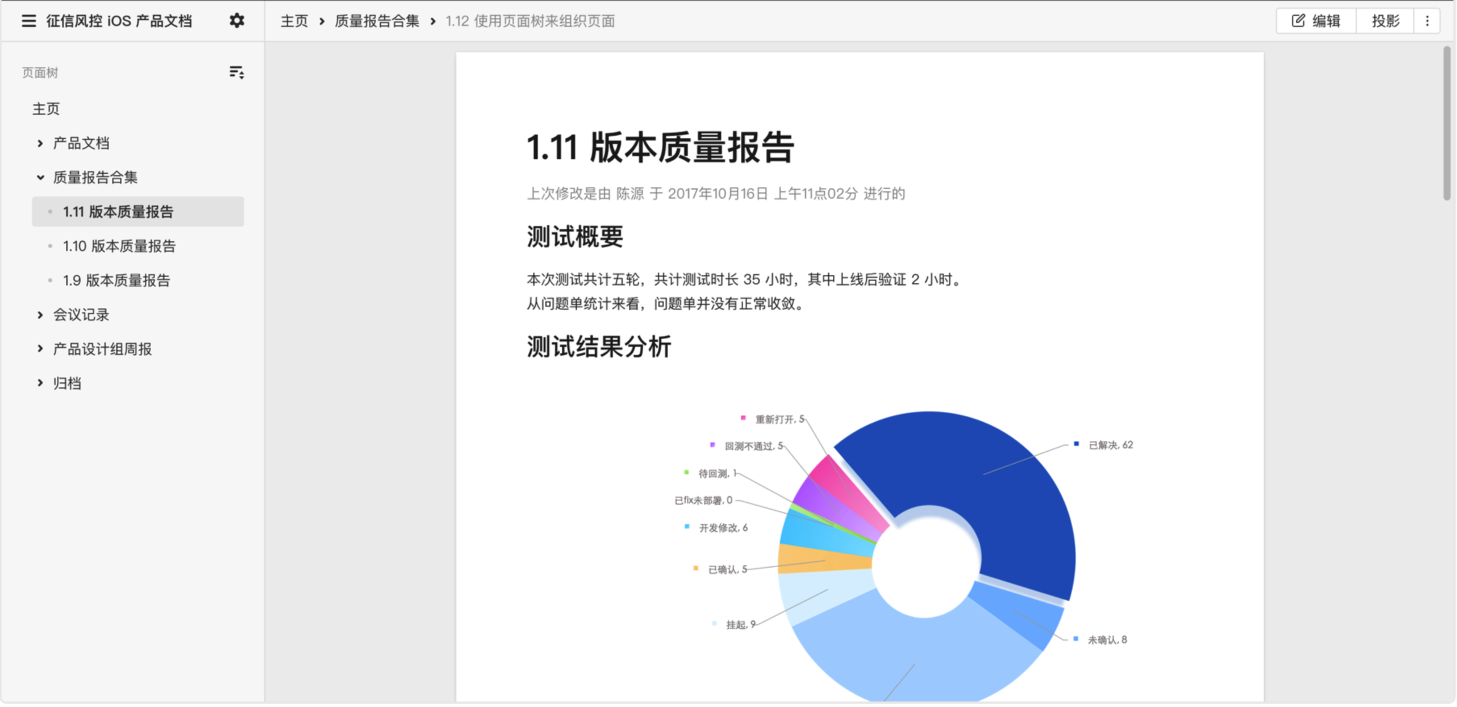 征信风控 iOS 产品文档
主页 质量报告合集 1.12 使用页面树来组织页面
编辑 投影
页面树
主页
产品文档
质量报告合集
1.11 版本质量报告
1.10 版本质量报告
1.9 版本质量报告
会议记录
产品设计组周报
归档
1.11 版本质量报告
上次修改是由 陈源 于 2017年10月16日 上午11点02分 进行的
测试概要
本次测试共计五轮，共计测试时长 35 小时，其中上线后验证 2 小时。
从问题单统计来看，问题单并没有正常收敛。
测试结果分析
重新打开, 5
已解决, 62
回测不通过, 5
待回测, 1
已fix未部署, 0
开发修改, 6
已确认, 5
挂起, 9
未确认, 8